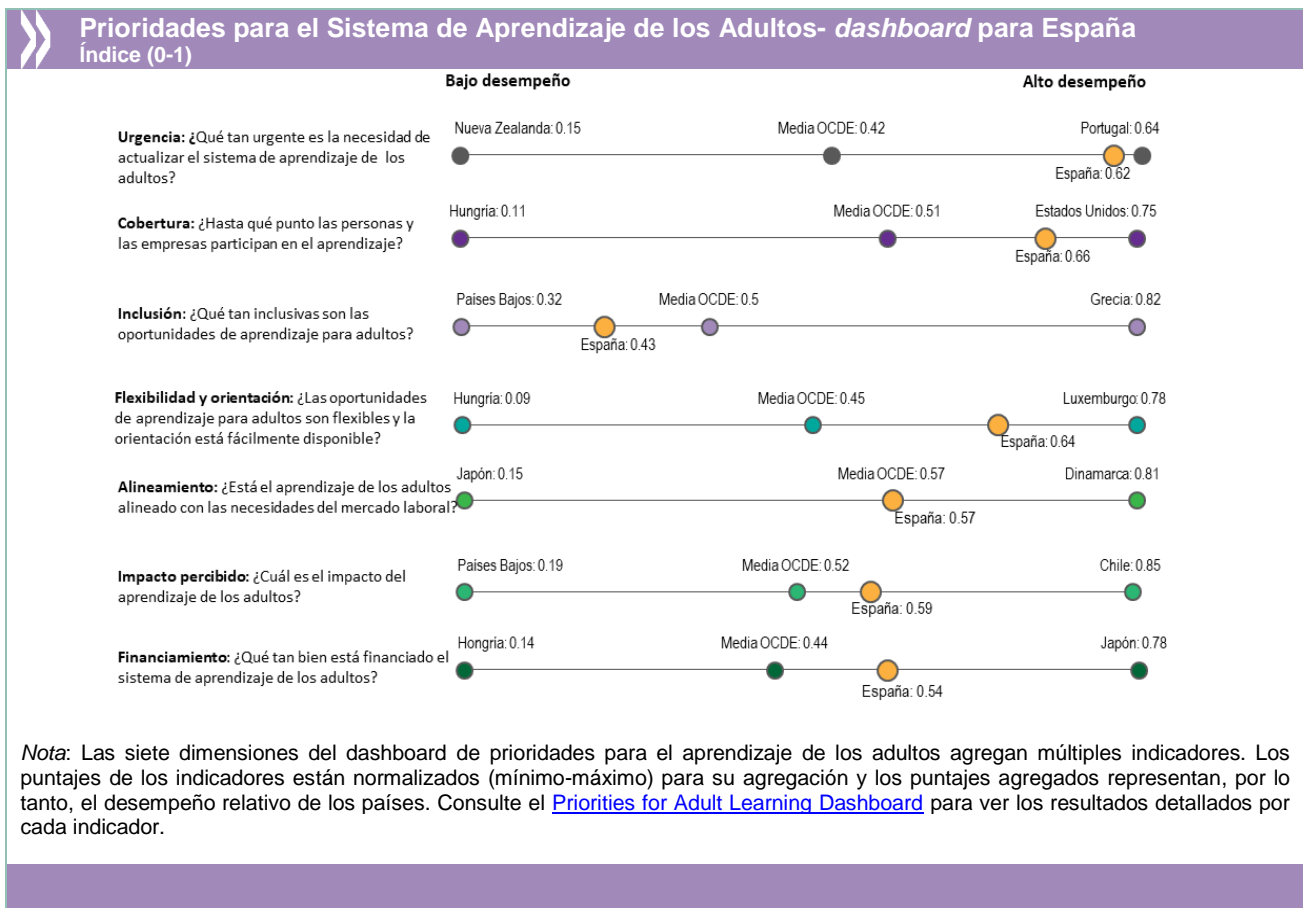 Prioridades para el Sistema de Aprendizaje de los Adultos- dashboard para España
Índice (0-1)
Bajo desempeño
Alto desempeño
Urgencia: ¿Qué tan urgente es la necesidad de
actualizar el sistema de aprendizaje de los
adultos?
Nueva Zealanda: 0.15
Media OCDE: 0.42
Portugal: 0.64
España: 0.62
Cobertura: ¿Hasta qué punto las personas y
las empresas participan en el aprendizaje?
Hungría: 0.11
Media OCDE: 0.51
Estados Unidos: 0.75
España: 0.66
Inclusión: ¿Qué tan inclusivas son las
oportunidades de aprendizaje para adultos?
Países Bajos: 0.32
Media OCDE: 0.5
Grecia: 0.82
España: 0.43
Flexibilidad y orientación: ¿Las oportunidades
de aprendizaje para adultos son flexibles y la
orientación está fácilmente disponible?
Hungría: 0.09
Media OCDE: 0.45
Luxemburgo: 0.78
España: 0.64
Alineamiento: ¿Está el aprendizaje de los adultos
alineado con las necesidades del mercado laboral?
Japón: 0.15
Media OCDE: 0.57
Dinamarca: 0.81
España: 0.57
Impacto percibido: ¿Cuál es el impacto del
aprendizaje de los adultos?
Países Bajos: 0.19
Media OCDE: 0.52
Chile: 0.85
España: 0.59
Financiamiento: ¿Qué tan bien está financiado el
sistema de aprendizaje de los adultos?
Hongría: 0.14
Media OCDE: 0.44
Japón: 0.78
España: 0.54
Nota: Las siete dimensiones del dashboard de prioridades para el aprendizaje de los adultos agregan múltiples indicadores. Los
puntajes de los indicadores están normalizados (mínimo-máximo) para su agregación y los puntajes agregados representan, por lo
tanto, el desempeño relativo de los países. Consulte el Priorities for Adult Learning Dashboard para ver los resultados detallados por
cada indicador.